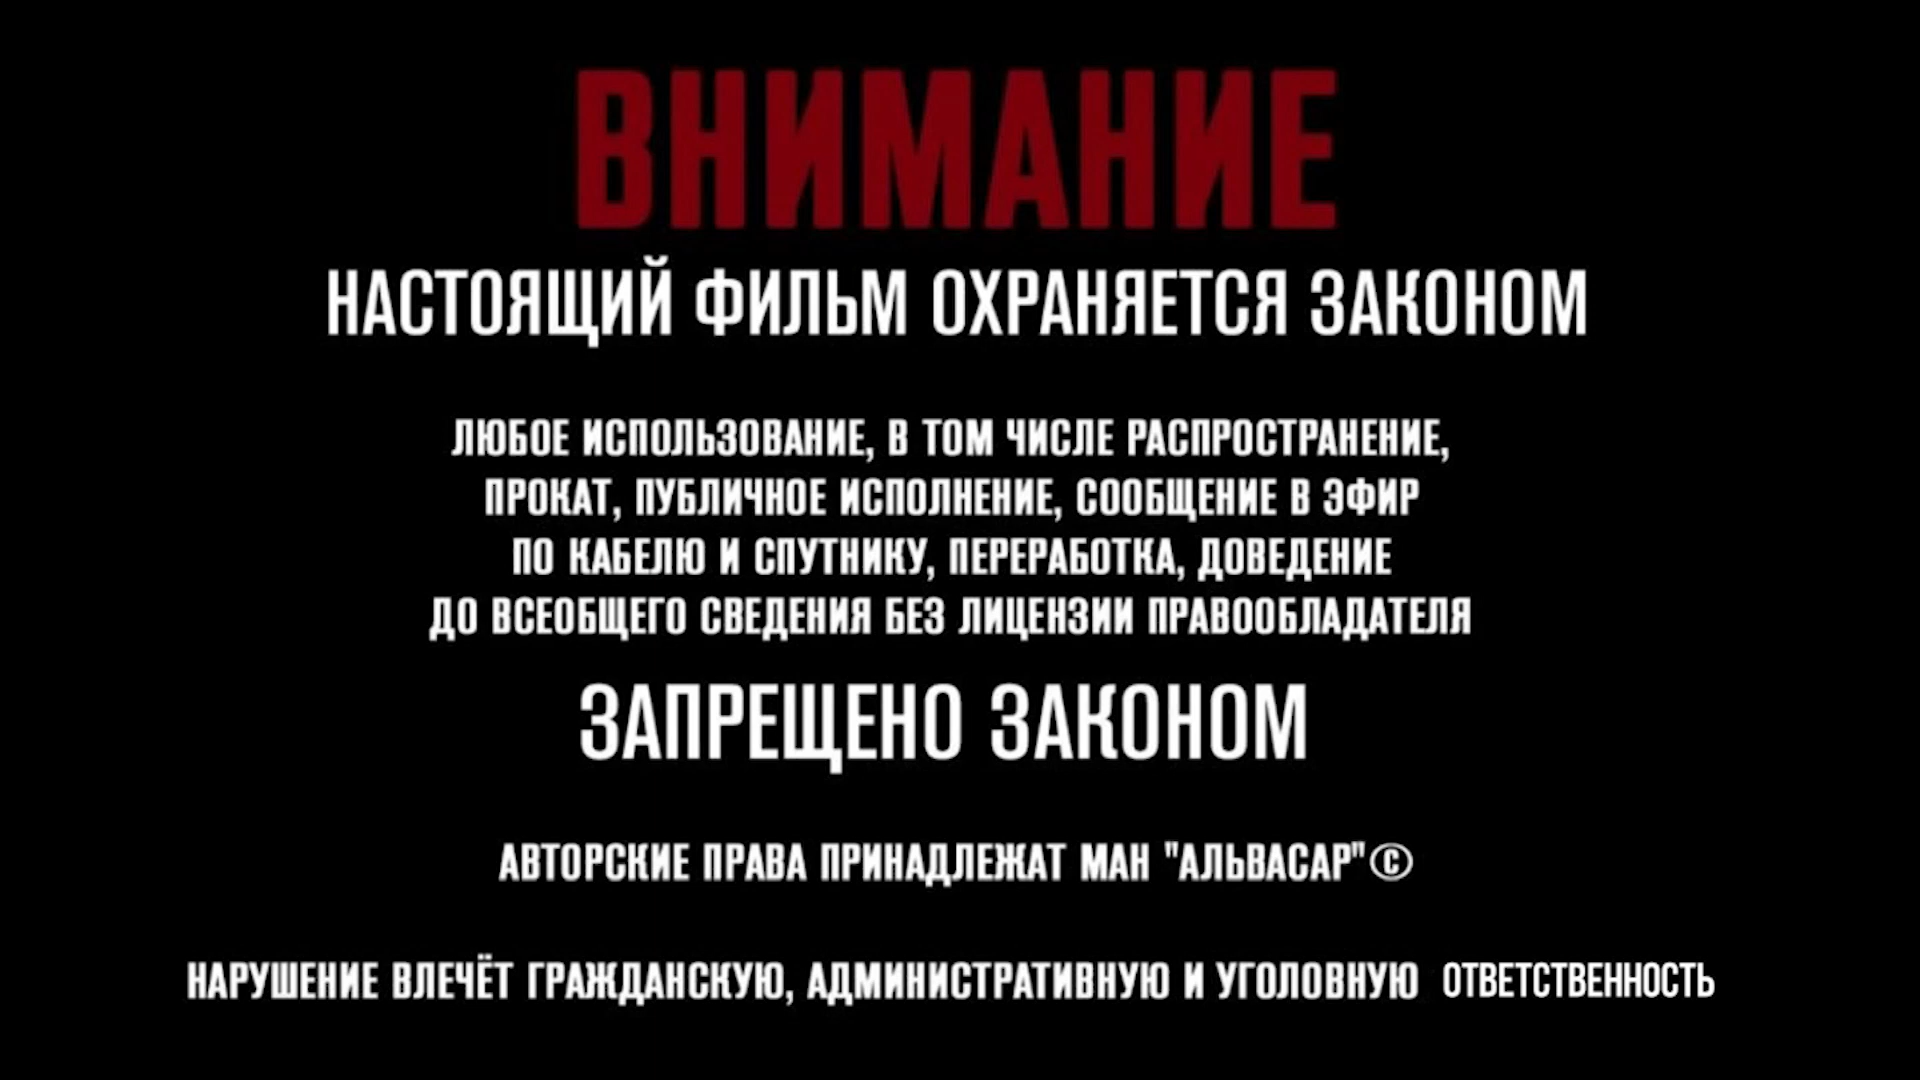 ВНИМАНИЕ
НАСТОЯЩИЙ ФИЛЬМ ОХРАНЯЕТСЯ ЗАКОНОМ
ЛЮБОЕ ИСПОЛЬЗОВАНИЕ, В ТОМ ЧИСЛЕ РАСПРОСТРАНЕНИЕ,
ПРОКАТ, ПУБЛИЧНОЕ ИСПОЛНЕНИЕ, СООБЩЕНИЕ В ЭФИР
ПО КАБЕЛЮ И СПУТНИКУ, ПЕРЕРАБОТКА, ДОВЕДЕНИЕ
ДО ВСЕОБЩЕГО СВЕДЕНИЯ БЕЗ ЛИЦЕНЗИИ ПРАВООБЛАДАТЕЛЯ
ЗАПРЕЩЕНО ЗАКОНОМ
АВТОРСКИЕ ПРАВА ПРИНАДЛЕЖАТ МАН "АЛЬВАСАР"©
НАРУШЕНИЕ ВЛЕЧЁТ ГРАЖДАНСКУЮ, АДМИНИСТРАТИВНУЮ И УГОЛОВНУЮ ОТВЕТСТВЕННОСТЬ